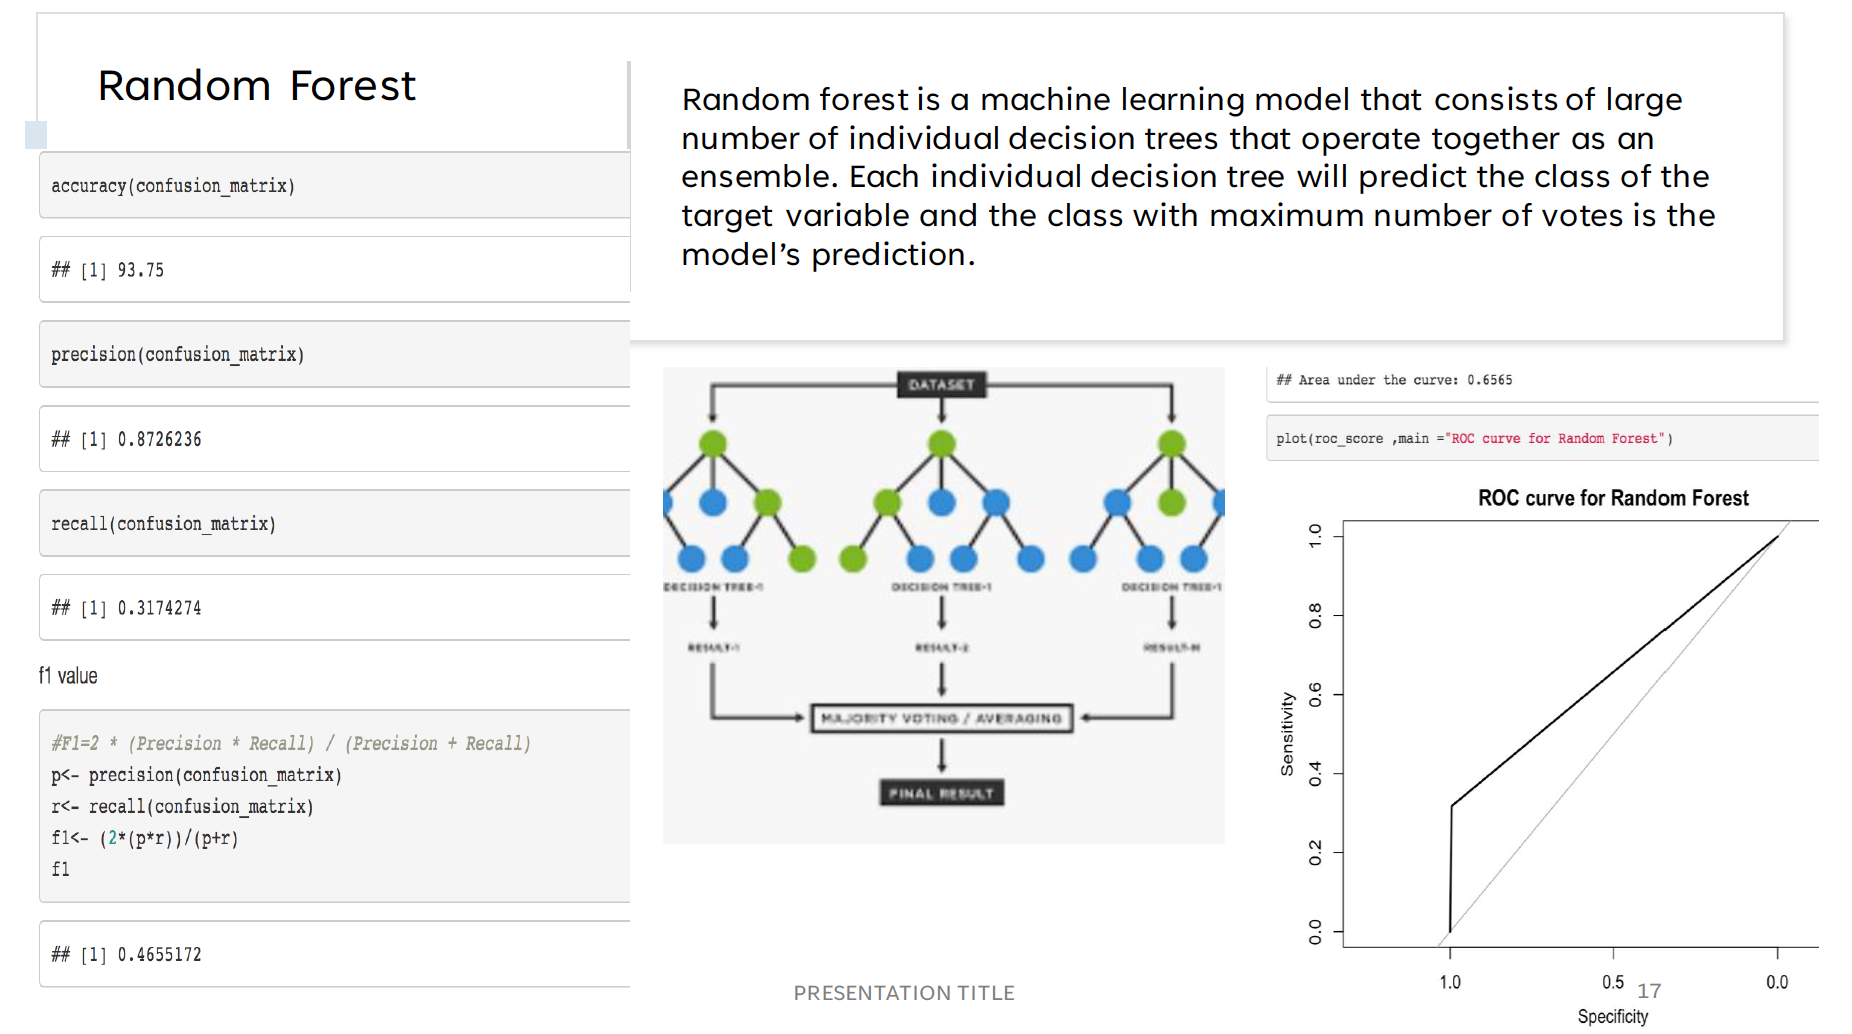 Random Forest
Random forest is a machine learning model that consists of large
number of individual decision trees that operate together as an
ensemble. Each individual decision tree will predict the class of the
target variable and the class with maximum number of votes is the
model’s prediction.
accuracy(confusion_matrix)
## [1] 93.75
precision(confusion_matrix)
## [1] 0.8726236
recall(confusion_matrix)
## [1] 0.3174274
f1 value
#F1=2 * (Precision * Recall) / (Precision + Recall)
p<- precision(confusion_matrix)
r<- recall(confusion_matrix)
f1<- (2*(p*r))/(p+r)
f1
## [1] 0.4655172
DATASET
DECISION TREE-1
DECISION TREE-1
DECISION TREE-1
RESULT-1
RESULT-2
RESULT-N
MAJORITY VOTING / AVERAGING
FINAL RESULT
## Area under the curve: 0.6565
plot(roc_score ,main ="ROC curve for Random Forest")
ROC curve for Random Forest
Sensitivity
1.0
0.8
0.6
0.4
0.2
0.0
1.0 0.5 0.0
Specificity
PRESENTATION TITLE
17